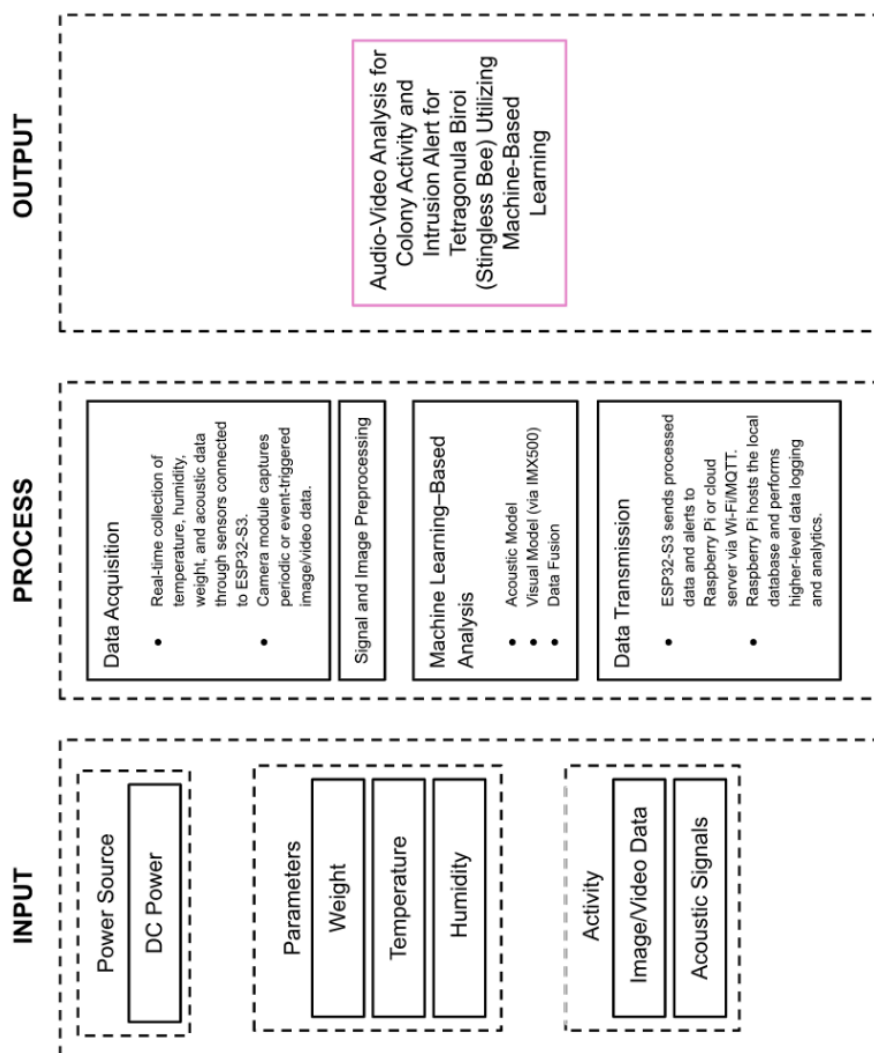 INPUT
Power Source
DC Power
Parameters
Weight
Temperature
Humidity
Activity
Image/Video Data
Acoustic Signals
PROCESS
Data Acquisition
• Real-time collection of
temperature, humidity,
weight, and acoustic data
through sensors connected
to ESP32-S3.
• Camera module captures
periodic or event-triggered
image/video data.
Signal and Image Preprocessing
Machine Learning–Based
Analysis
• Acoustic Model
• Visual Model (via IMX500)
• Data Fusion
Data Transmission
• ESP32-S3 sends processed
data and alerts to
Raspberry Pi or cloud
server via Wi-Fi/MQTT.
• Raspberry Pi hosts the local
database and performs
higher-level data logging
and analytics.
OUTPUT
Audio-Video Analysis for
Colony Activity and
Intrusion Alert for
Tetragonula Biroi
(Stingless Bee) Utilizing
Machine-Based
Learning